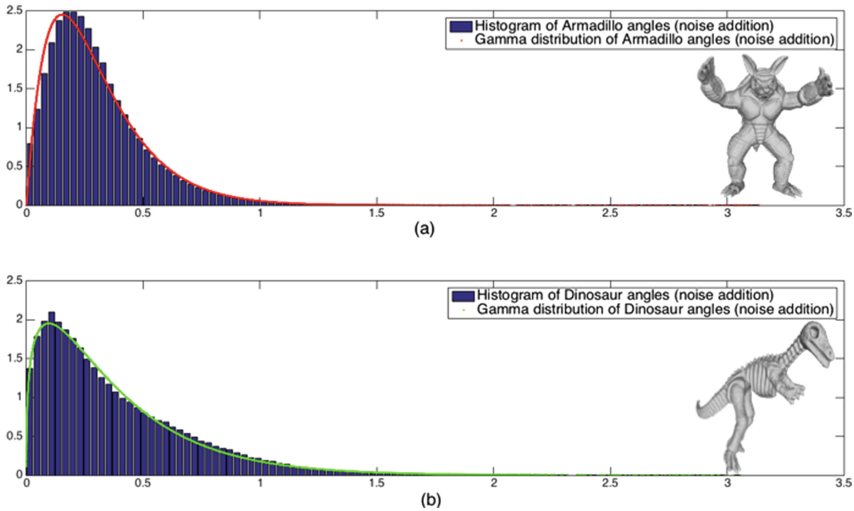 2.5
Histogram of Armadillo angles (noise addition)
Gamma distribution of Armadillo angles (noise addition)
2
1.5
1
0.5
0
0 0.5 1 1.5 2 2.5 3 3.5
(a)
2.5
Histogram of Dinosaur angles (noise addition)
Gamma distribution of Dinosaur angles (noise addition)
2
1.5
1
0.5
0
0 0.5 1 1.5 2 2.5 3 3.5
(b)